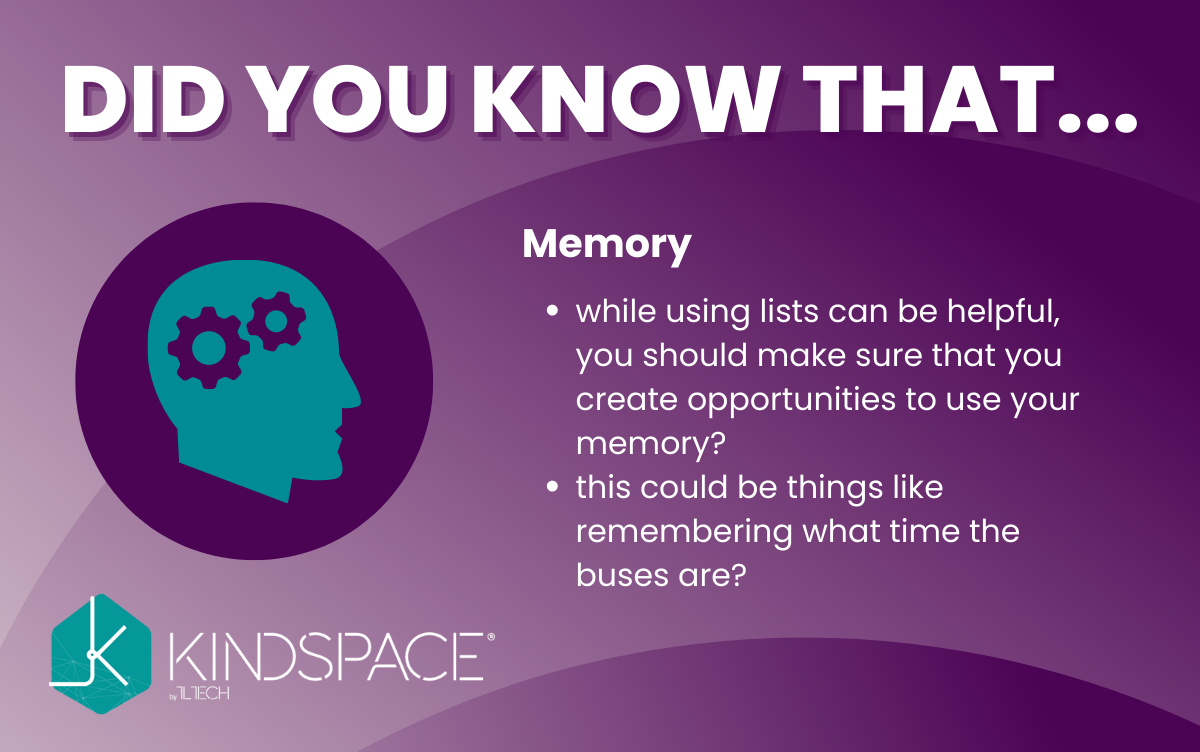 DID YOU KNOW THAT...
Memory
• while using lists can be helpful,
you should make sure that you
create opportunities to use your
memory?
• this could be things like
remembering what time the
buses are?
KINDSPACE®
by TLTECH